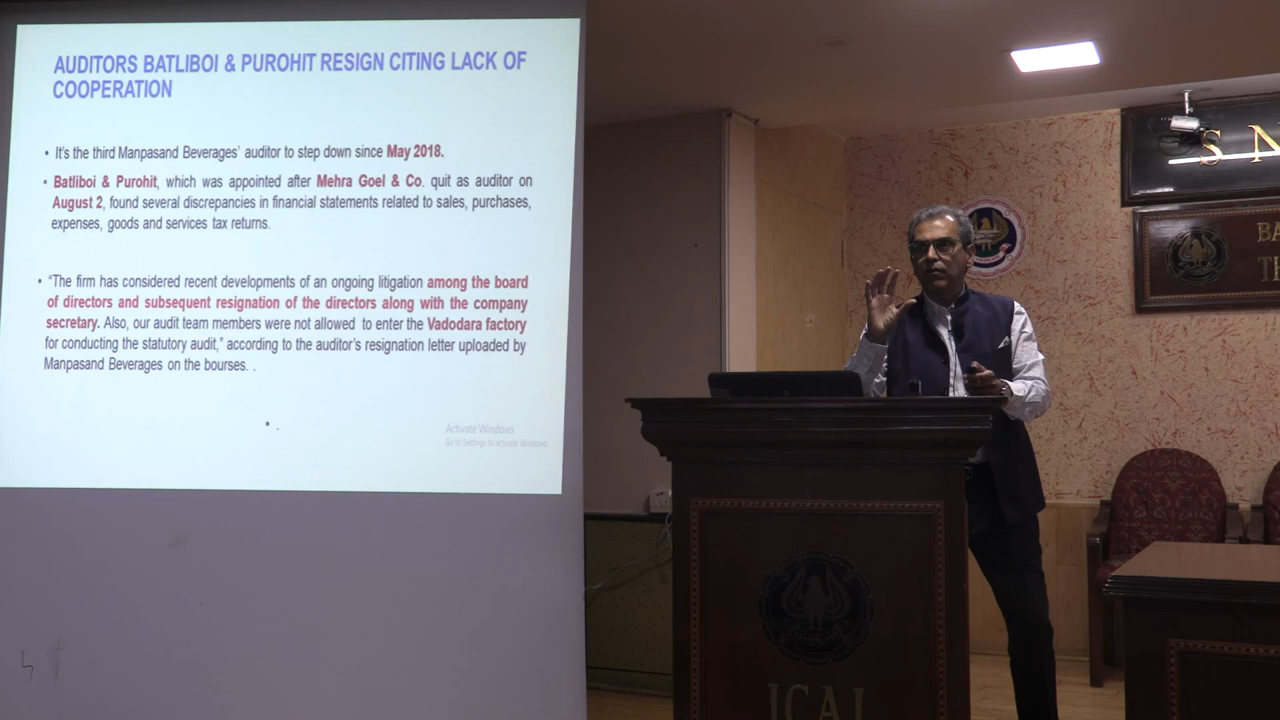 AUDITORS BATLIBOI & PUROHIT RESIGN CITING LACK OF
COOPERATION
• It's the third Manpasand Beverages' auditor to step down since May 2018.
• Batliboi & Purohit, which was appointed after Mehra Goel & Co. quit as auditor on
August 2, found several discrepancies in financial statements related to sales, purchases,
expenses, goods and services tax returns.
• "The firm has considered recent developments of an ongoing litigation among the board
of directors and subsequent resignation of the directors along with the company
secretary. Also, our audit team members were not allowed to enter the Vadodara factory
for conducting the statutory audit," according to the auditor's resignation letter uploaded by
Manpasand Beverages on the bourses. .
• .
Activate Windows
Go to Settings to activate Windows.
S N
BA
TH
ICAI